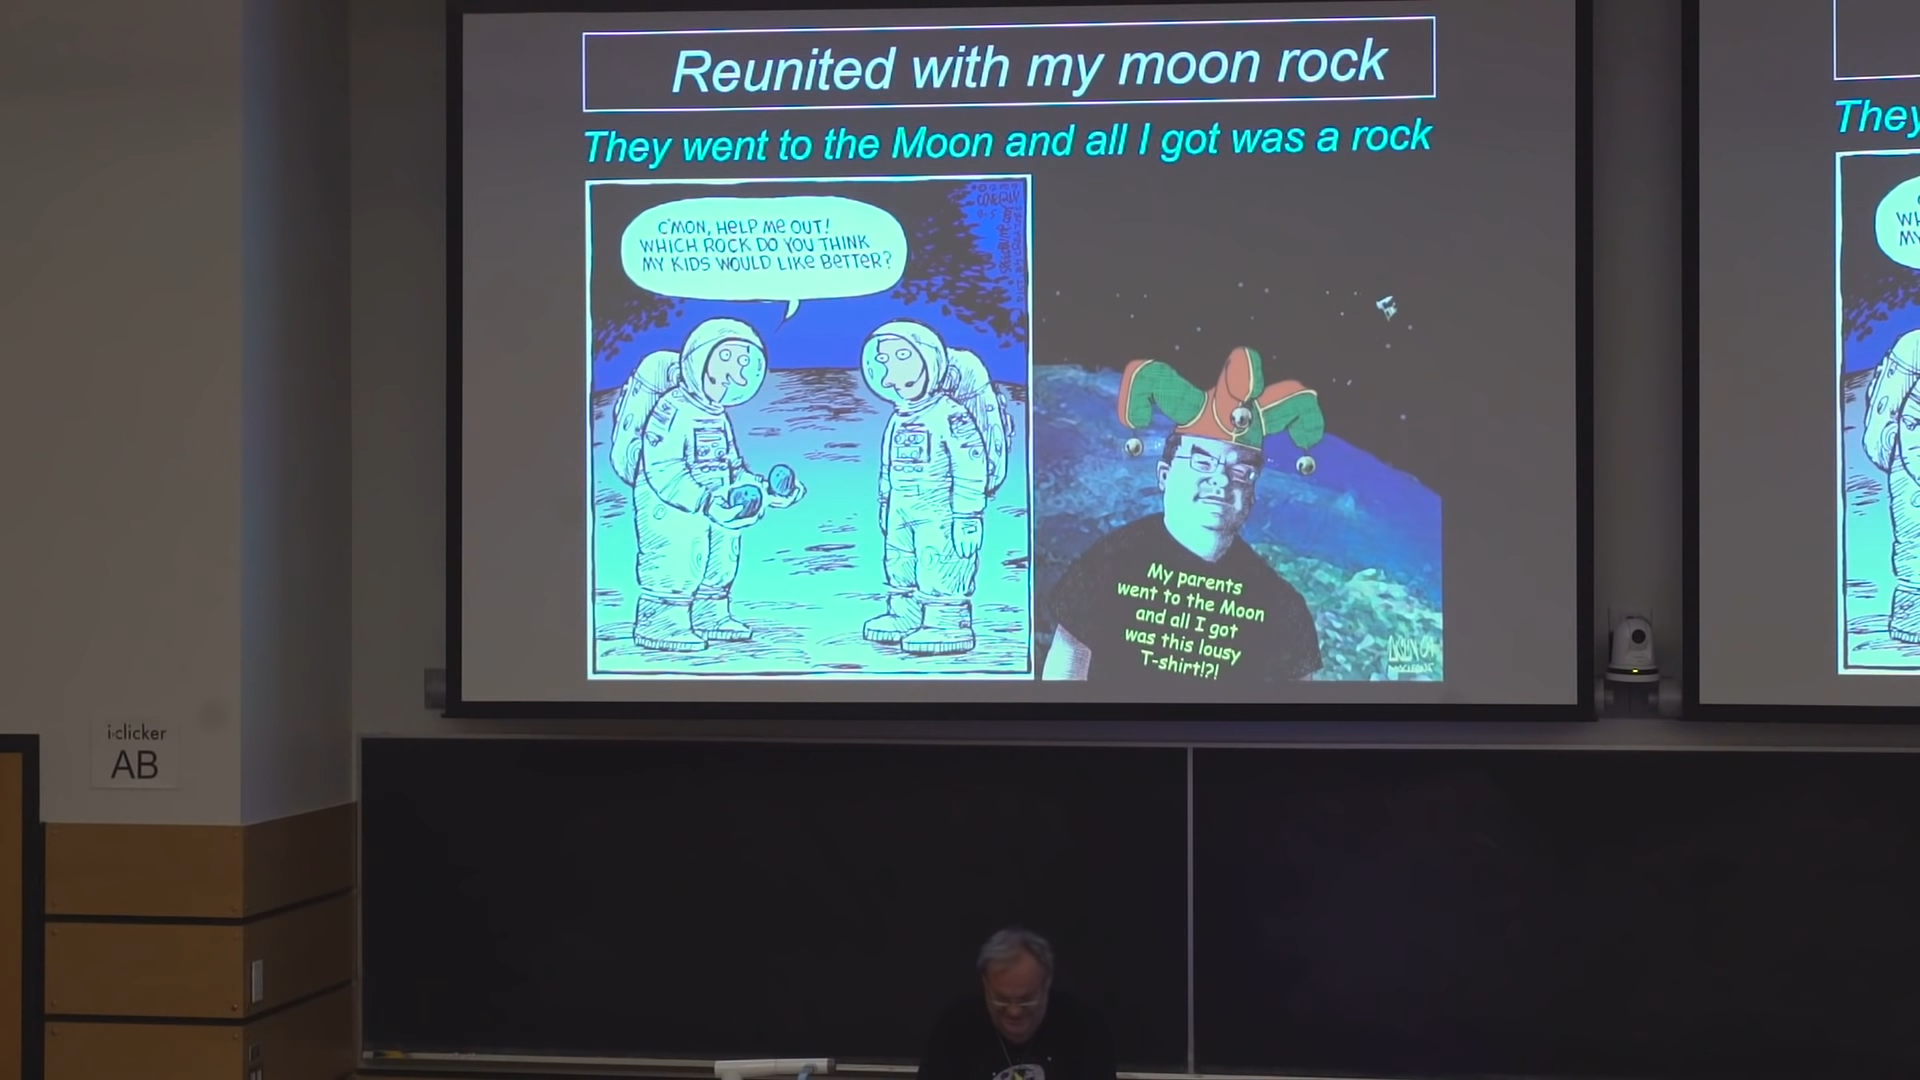 Reunited with my moon rock
They went to the Moon and all I got was a rock
C'MON, HELP ME OUT!
WHICH ROCK DO YOU THINK
MY KIDS WOULD LIKE BETTER?
My parents
went to the Moon
and all I got
was this lousy
T-shirt!?!
They
i·clicker
AB